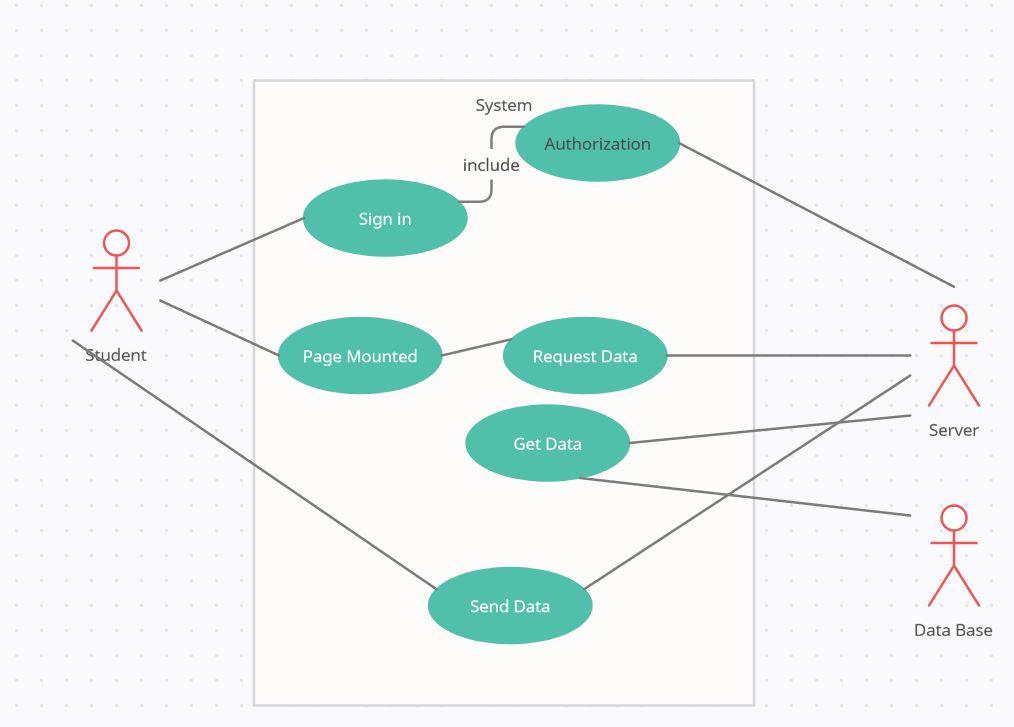 System
Authorization
include
Sign in
Student
Page Mounted
Request Data
Get Data
Server
Send Data
Data Base